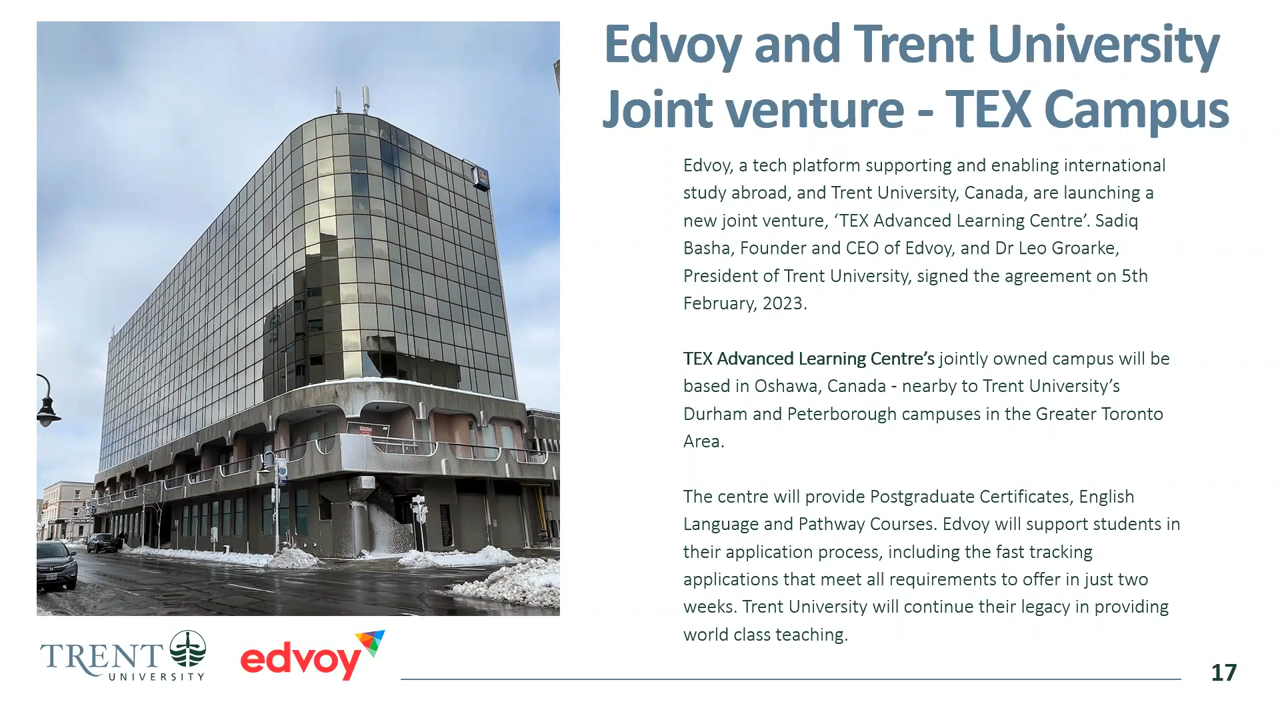 Edvoy and Trent University
Joint venture - TEX Campus
Edvoy, a tech platform supporting and enabling international
study abroad, and Trent University, Canada, are launching a
new joint venture, ‘TEX Advanced Learning Centre’. Sadiq
Basha, Founder and CEO of Edvoy, and Dr Leo Groarke,
President of Trent University, signed the agreement on 5th
February, 2023.
TEX Advanced Learning Centre’s jointly owned campus will be
based in Oshawa, Canada - nearby to Trent University’s
Durham and Peterborough campuses in the Greater Toronto
Area.
The centre will provide Postgraduate Certificates, English
Language and Pathway Courses. Edvoy will support students in
their application process, including the fast tracking
applications that meet all requirements to offer in just two
weeks. Trent University will continue their legacy in providing
world class teaching.
TRENT
UNIVERSITY
edvoy
17